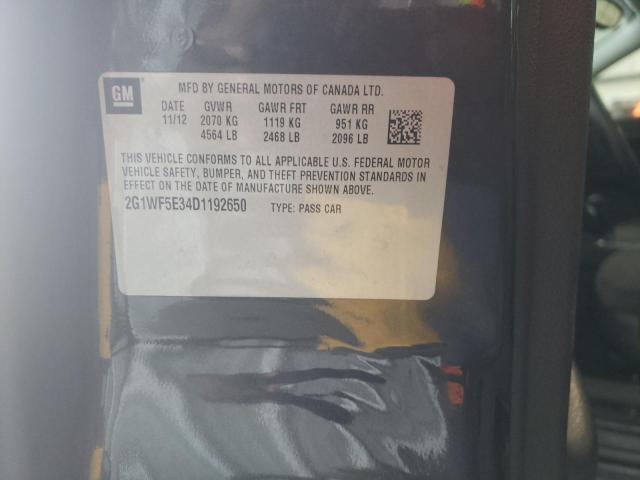 GM
MFD BY GENERAL MOTORS OF CANADA LTD.
DATE GVWR GAWR FRT GAWR RR
11/12 2070 KG 1119 KG 951 KG
4564 LB 2468 LB 2096 LB
THIS VEHICLE CONFORMS TO ALL APPLICABLE U.S. FEDERAL MOTOR
VEHICLE SAFETY, BUMPER, AND THEFT PREVENTION STANDARDS IN
EFFECT ON THE DATE OF MANUFACTURE SHOWN ABOVE.
2G1WF5E34D1192650 TYPE: PASS CAR